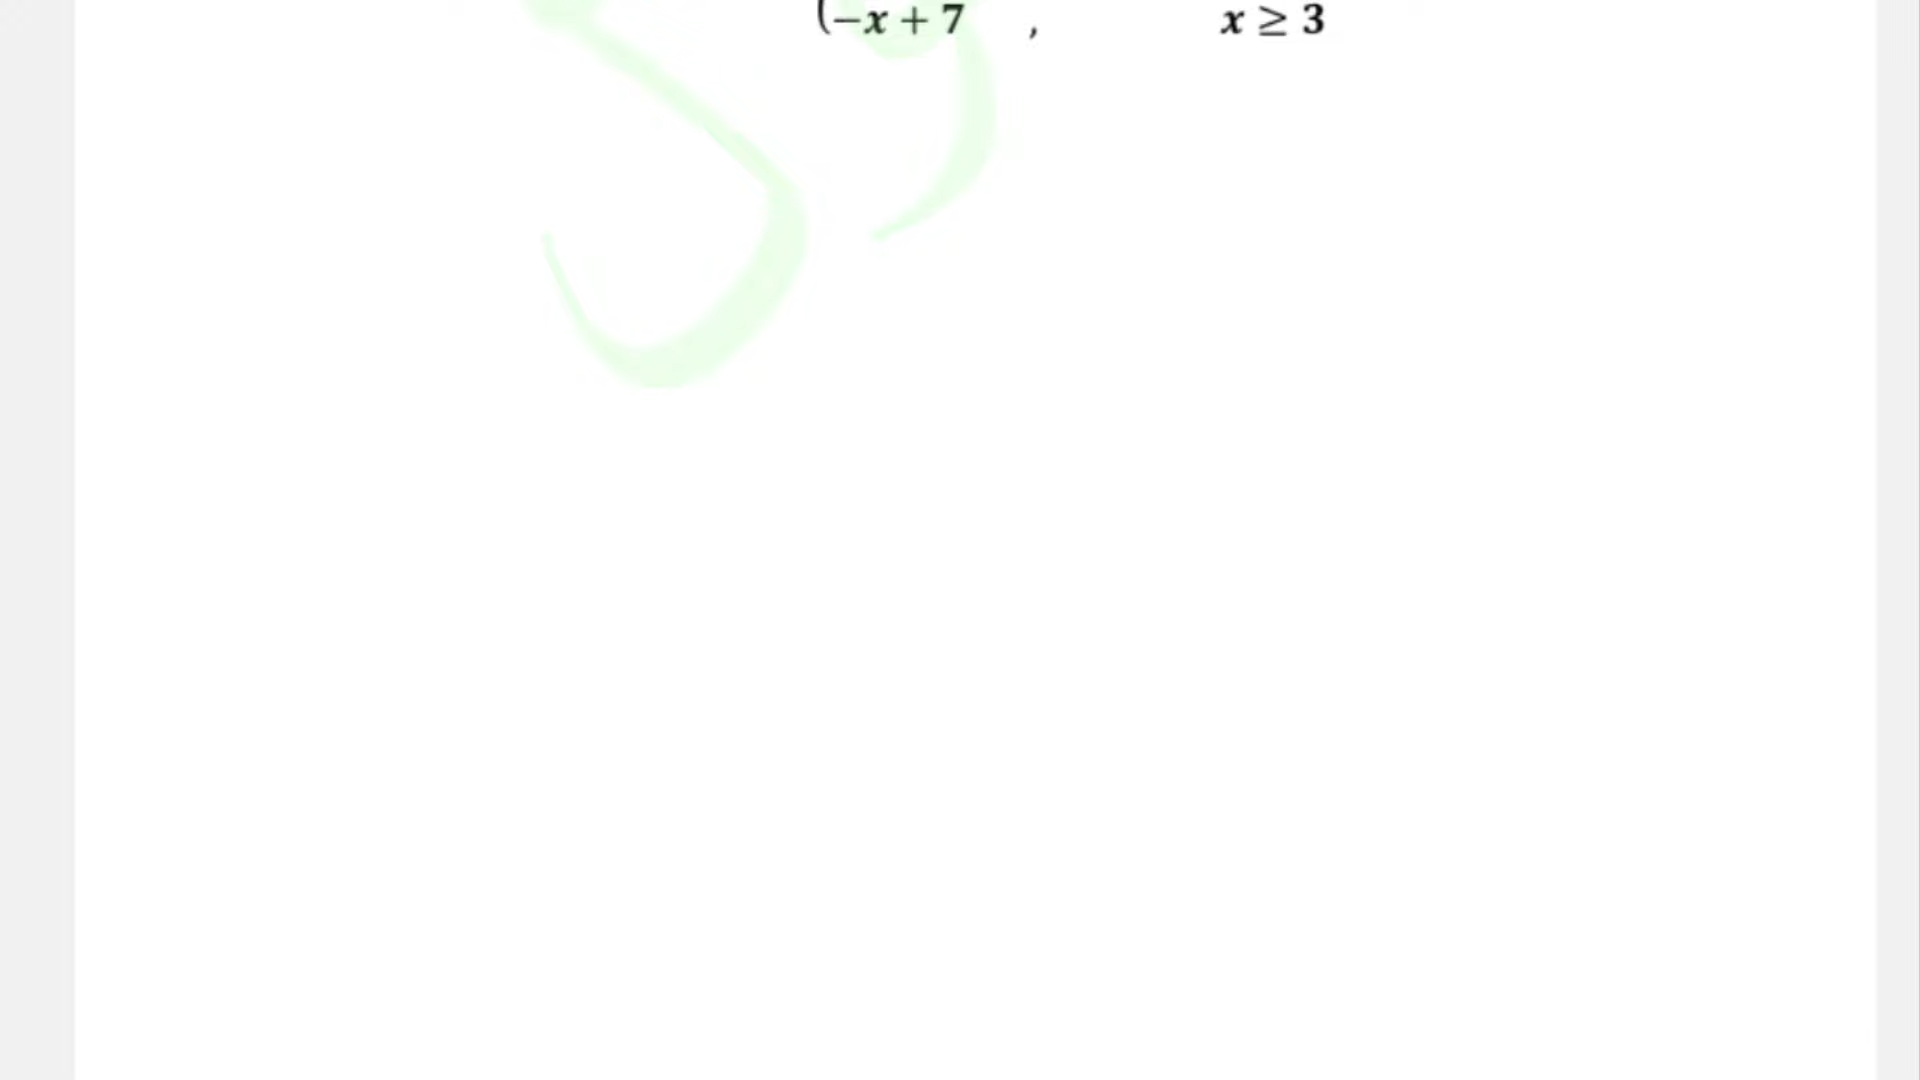 −x + 7 , x ≥ 3